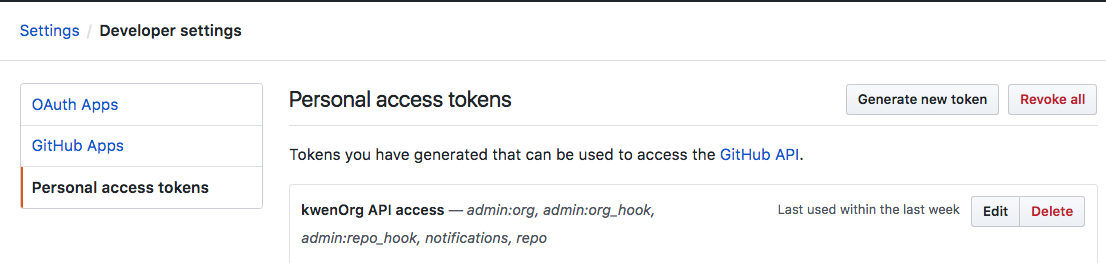 Settings / Developer settings
OAuth Apps
GitHub Apps
Personal access tokens
Personal access tokens
Generate new token
Revoke all
Tokens you have generated that can be used to access the GitHub API.
kwenOrg API access — admin:org, admin:org_hook,
admin:repo_hook, notifications, repo
Last used within the last week
Edit
Delete